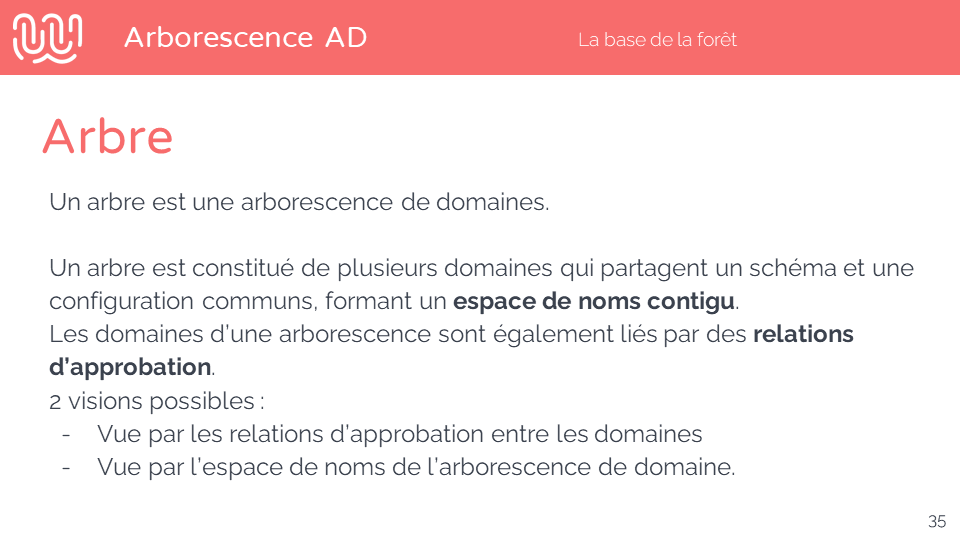 Arborescence AD
La base de la forêt
Arbre
Un arbre est une arborescence de domaines.
Un arbre est constitué de plusieurs domaines qui partagent un schéma et une
configuration communs, formant un espace de noms contigu.
Les domaines d’une arborescence sont également liés par des relations
d’approbation.
2 visions possibles :
- Vue par les relations d’approbation entre les domaines
- Vue par l’espace de noms de l’arborescence de domaine.
35